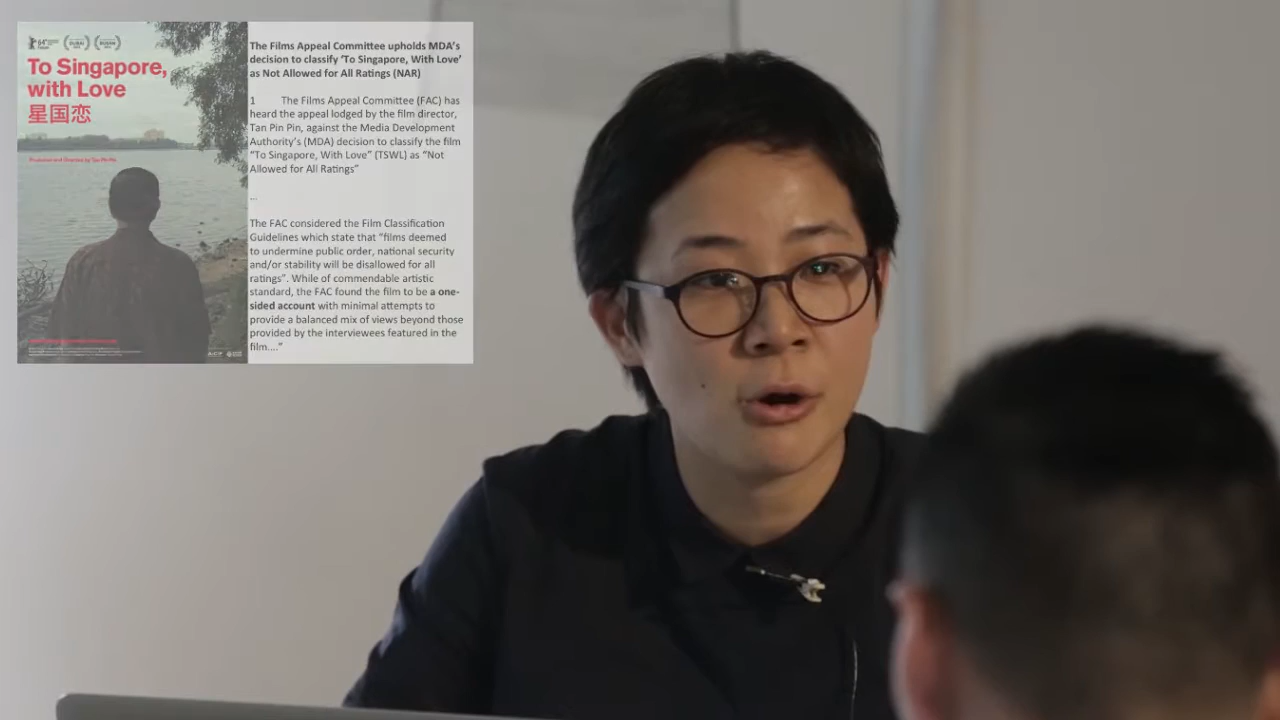 To Singapore,
with Love
星国恋
The Films Appeal Committee upholds MDA's
decision to classify 'To Singapore, With Love'
as Not Allowed for All Ratings (NAR)
1 The Films Appeal Committee (FAC) has
heard the appeal lodged by the film director,
Tan Pin Pin, against the Media Development
Authority's (MDA) decision to classify the film
“To Singapore, With Love” (TSWL) as “Not
Allowed for All Ratings”
...
The FAC considered the Film Classification
Guidelines which state that “films deemed
to undermine public order, national security
and/or stability will be disallowed for all
ratings”. While of commendable artistic
standard, the FAC found the film to be a one-
sided account with minimal attempts to
provide a balanced mix of views beyond those
provided by the interviewees featured in the
film....”